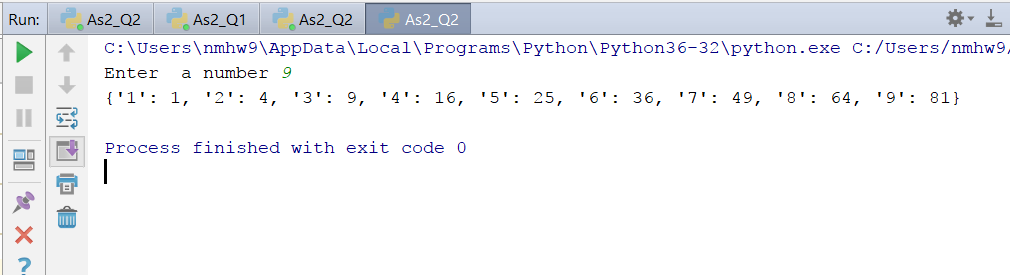 Run: As2_Q2 As2_Q1 As2_Q2 As2_Q2
C:\Users\nmhw9\AppData\Local\Programs\Python\Python36-32\python.exe C:/Users/nmhw9/
Enter  a number 9
{'1': 1, '2': 4, '3': 9, '4': 16, '5': 25, '6': 36, '7': 49, '8': 64, '9': 81}
Process finished with exit code 0